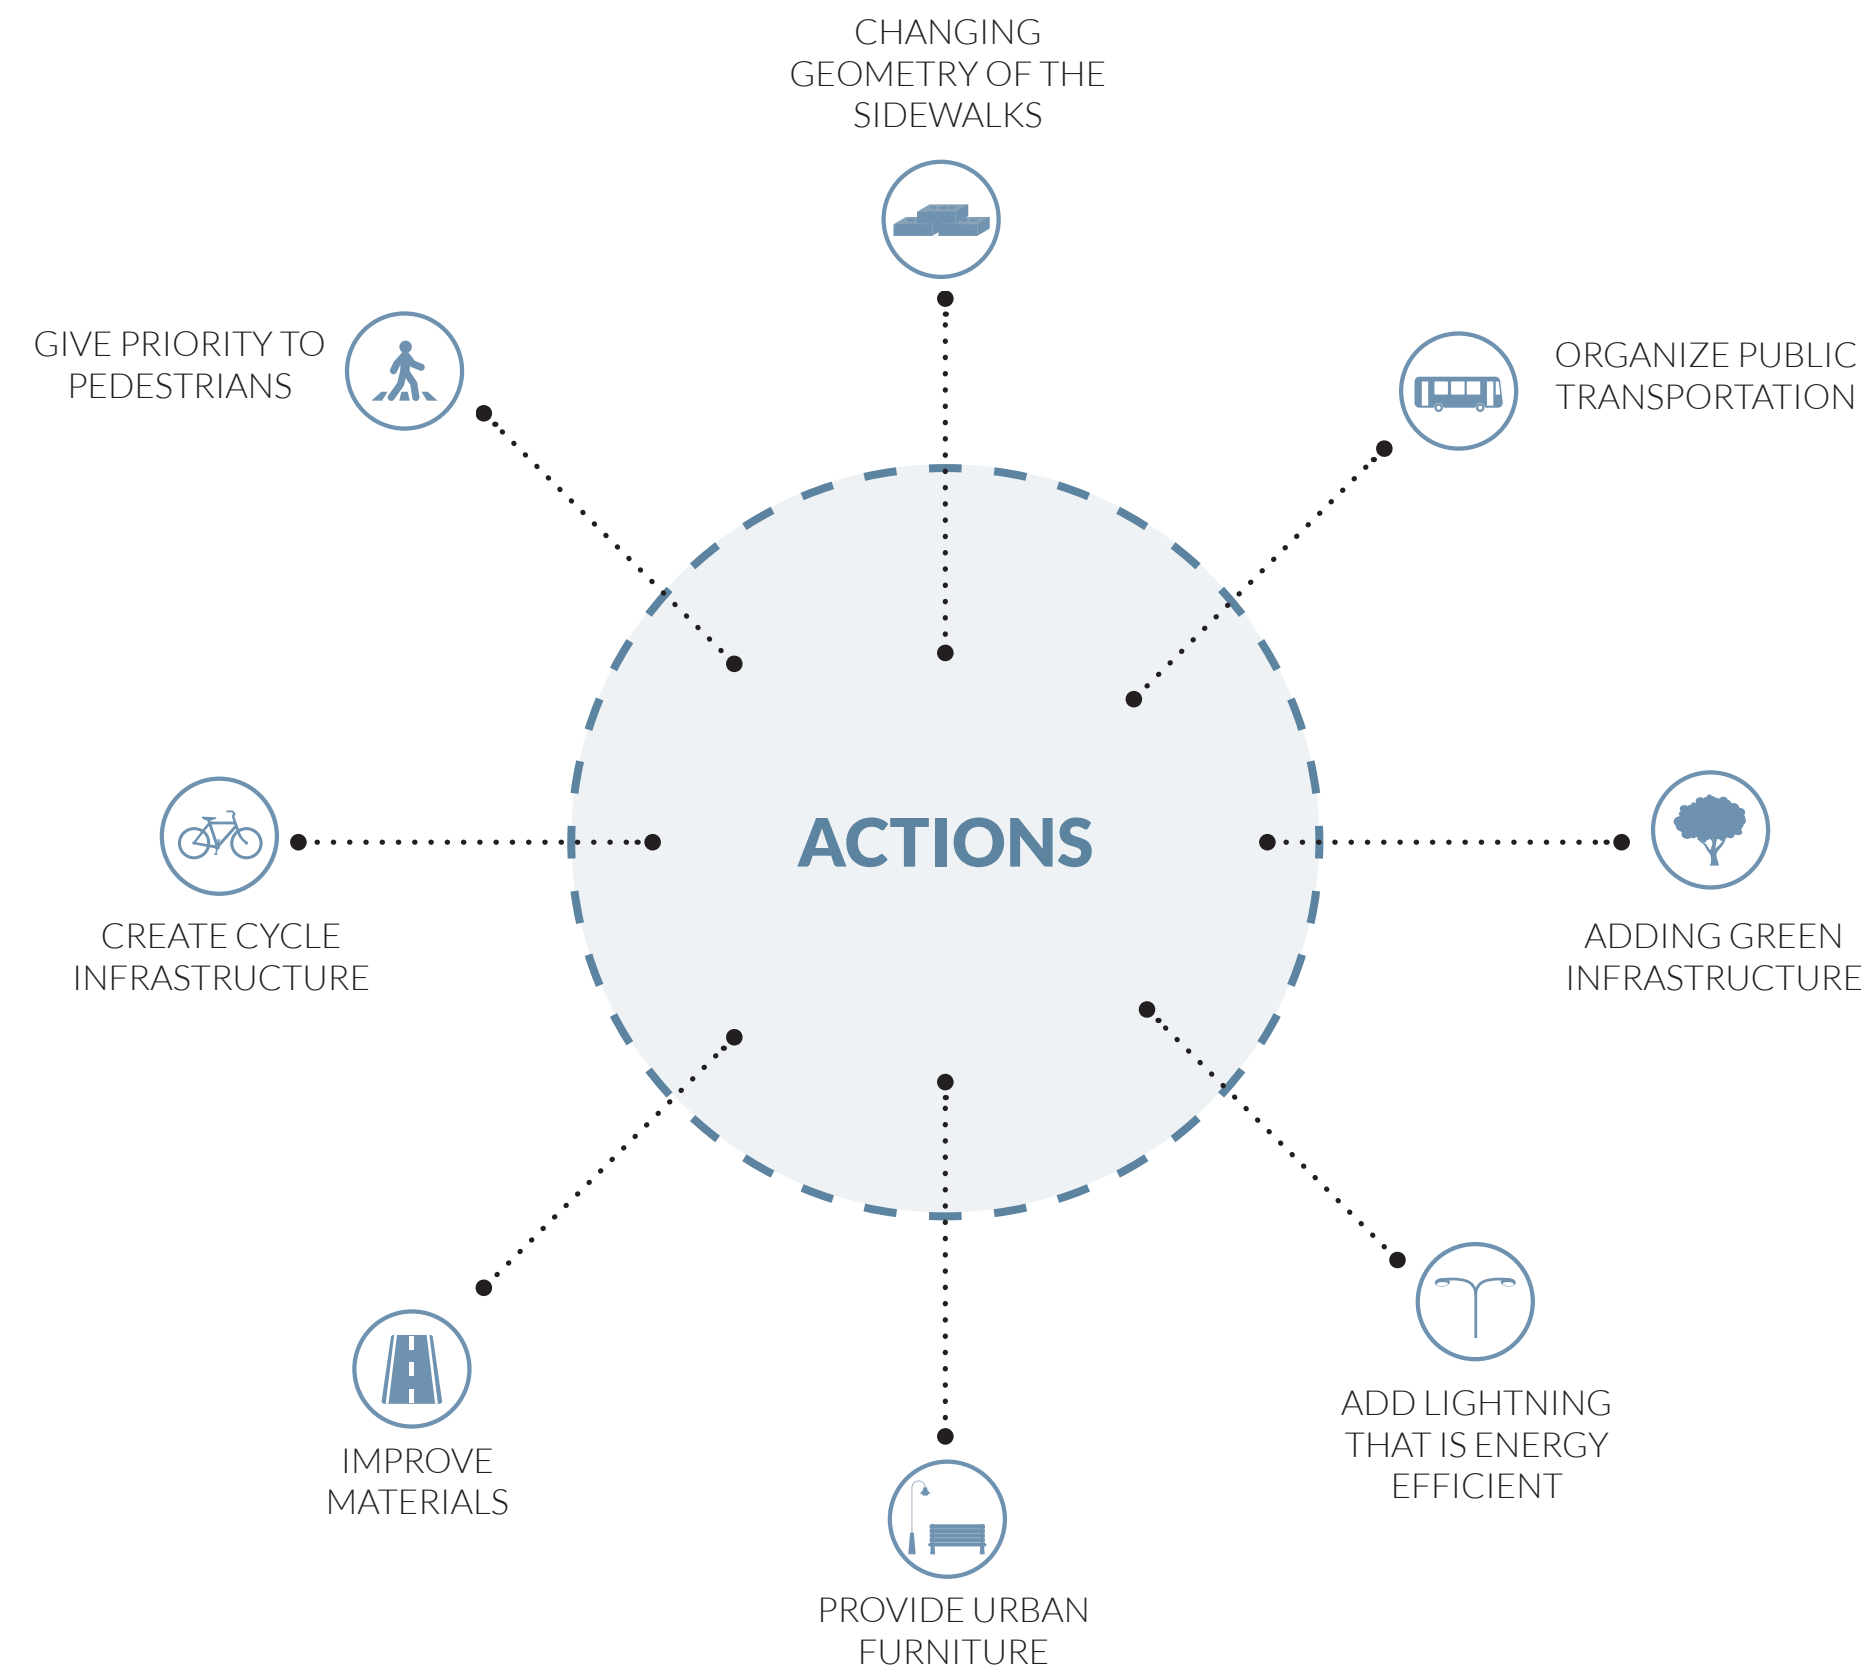 CHANGING
GEOMETRY OF THE
SIDEWALKS
GIVE PRIORITY TO
PEDESTRIANS
ORGANIZE PUBLIC
TRANSPORTATION
ACTIONS
CREATE CYCLE
INFRASTRUCTURE
ADDING GREEN
INFRASTRUCTURE
IMPROVE
MATERIALS
ADD LIGHTNING
THAT IS ENERGY
EFFICIENT
PROVIDE URBAN
FURNITURE